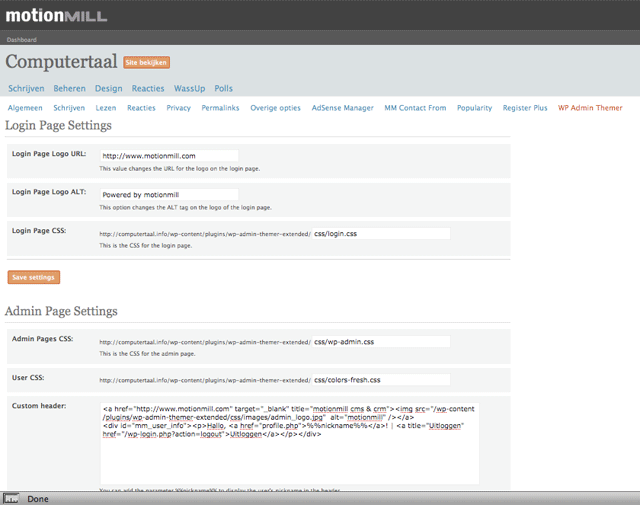 motionMILL
Dashboard
Computertaal Site bekijken
Schrijven Beheren Design Reacties WassUp Polls
Algemeen Schrijven Lezen Reacties Privacy Permalinks Overige opties AdSense Manager MM Contact From Popularity Register Plus WP Admin Themer
Login Page Settings
Login Page Logo URL: http://www.motionmill.com
This value changes the URL for the logo on the login page.
Login Page Logo ALT: Powered by motionmill
This option changes the ALT tag on the logo of the login page.
Login Page CSS: http://computertaal.info/wp-content/plugins/wp-admin-themer-extended/ css/login.css
This is the CSS for the login page.
Save settings
Admin Page Settings
Admin Pages CSS: http://computertaal.info/wp-content/plugins/wp-admin-themer-extended/ css/wp-admin.css
This is the CSS for the admin page.
User CSS: http://computertaal.info/wp-content/plugins/wp-admin-themer-extended/ css/colors-fresh.css
Custom header: <a href="http://www.motionmill.com" target="_blank" title="motionmill cms & crm"><img src="/wp-content
/plugins/wp-admin-themer-extended/css/images/admin_logo.jpg" alt="motionmill" /></a>
<div id="mm_user_info"><p>Hallo, <a href="profile.php">%%nickname%%</a>! | <a title="Uitloggen"
href="/wp-login.php?action=logout">Uitloggen</a></p></div>
You can add the parameter %%nickname%% to display the user's nickname in the header
Done